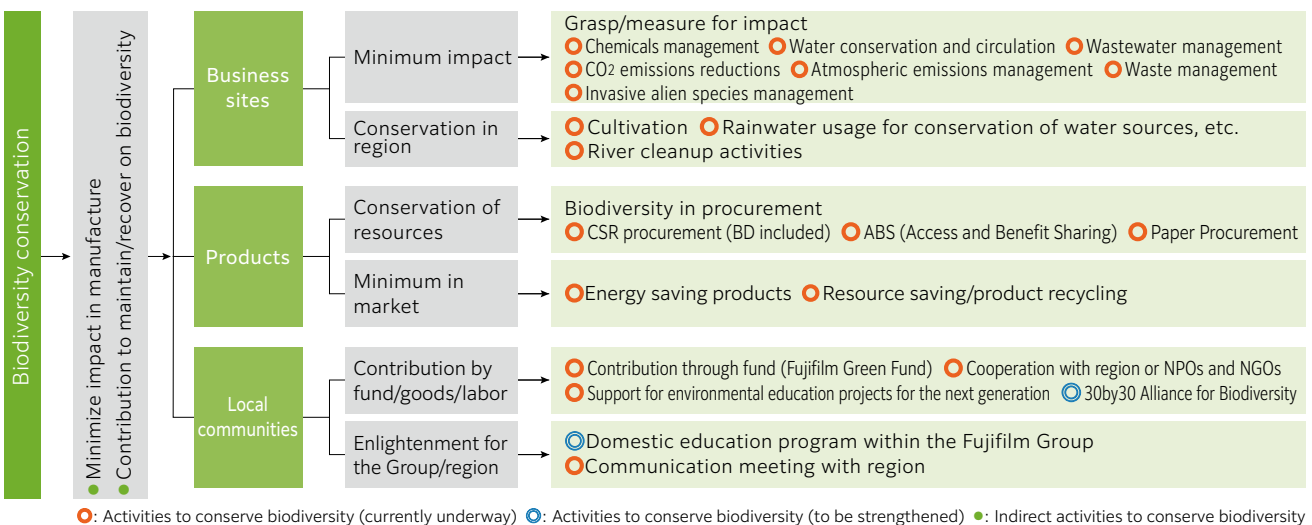 Biodiversity conservation
● Minimize impact in manufacture
● Contribution to maintain/recover on biodiversity
Business
sites
Minimum impact
Grasp/measure for impact
Chemicals management Water conservation and circulation Wastewater management
CO2 emissions reductions Atmospheric emissions management Waste management
Invasive alien species management
Conservation in
region
Cultivation Rainwater usage for conservation of water sources, etc.
River cleanup activities
Products
Conservation of
resources
Biodiversity in procurement
CSR procurement (BD included) ABS (Access and Benefit Sharing) Paper Procurement
Minimum in
market
Energy saving products Resource saving/product recycling
Local
communities
Contribution by
fund/goods/labor
Contribution through fund (Fujifilm Green Fund) Cooperation with region or NPOs and NGOs
Support for environmental education projects for the next generation 30by30 Alliance for Biodiversity
Enlightenment for
the Group/region
Domestic education program within the Fujifilm Group
Communication meeting with region
: Activities to conserve biodiversity (currently underway) : Activities to conserve biodiversity (to be strengthened) ●: Indirect activities to conserve biodiversity